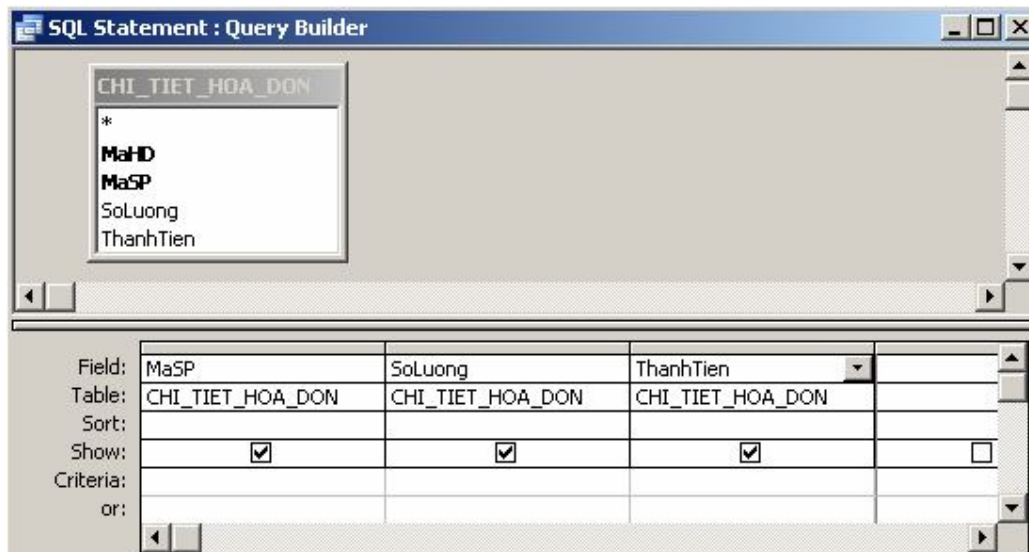 SQL Statement : Query Builder
CHI_TIET_HOA_DON
*
MaHD
MaSP
SoLuong
ThanhTien
Field: MaSP SoLuong ThanhTien
Table: CHI_TIET_HOA_DON CHI_TIET_HOA_DON CHI_TIET_HOA_DON
Sort:
Show:
Criteria:
or: